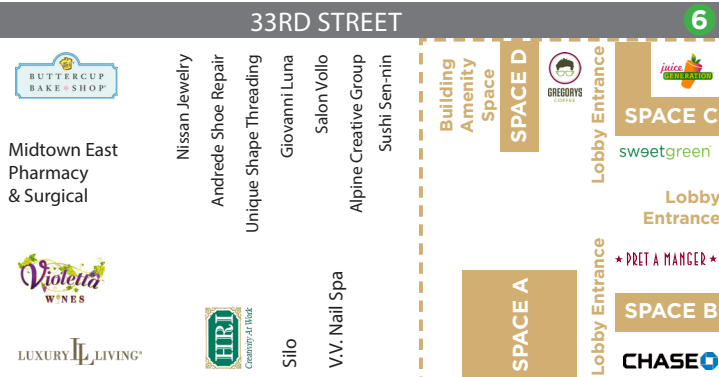 33RD STREET
6
BUTTERCUP
BAKE SHOP
Midtown East
Pharmacy
& Surgical
Violetta
WINES
LUXURY LL LIVING
Nissan Jewelry
Andrede Shoe Repair
Unique Shape Threading
Giovanni Luna
Salon Vollo
Alpine Creative Group
Sushi Sen-nin
HIRI
Creativity At Work
Silo
V.V. Nail Spa
Building
Amenity
Space
SPACE D
GREGORYS
COFFEE
Lobby Entrance
juice
GENERATION
SPACE C
sweetgreen
Lobby
Entrance
Lobby Entrance
PRET A MANGER
SPACE A
SPACE B
CHASE